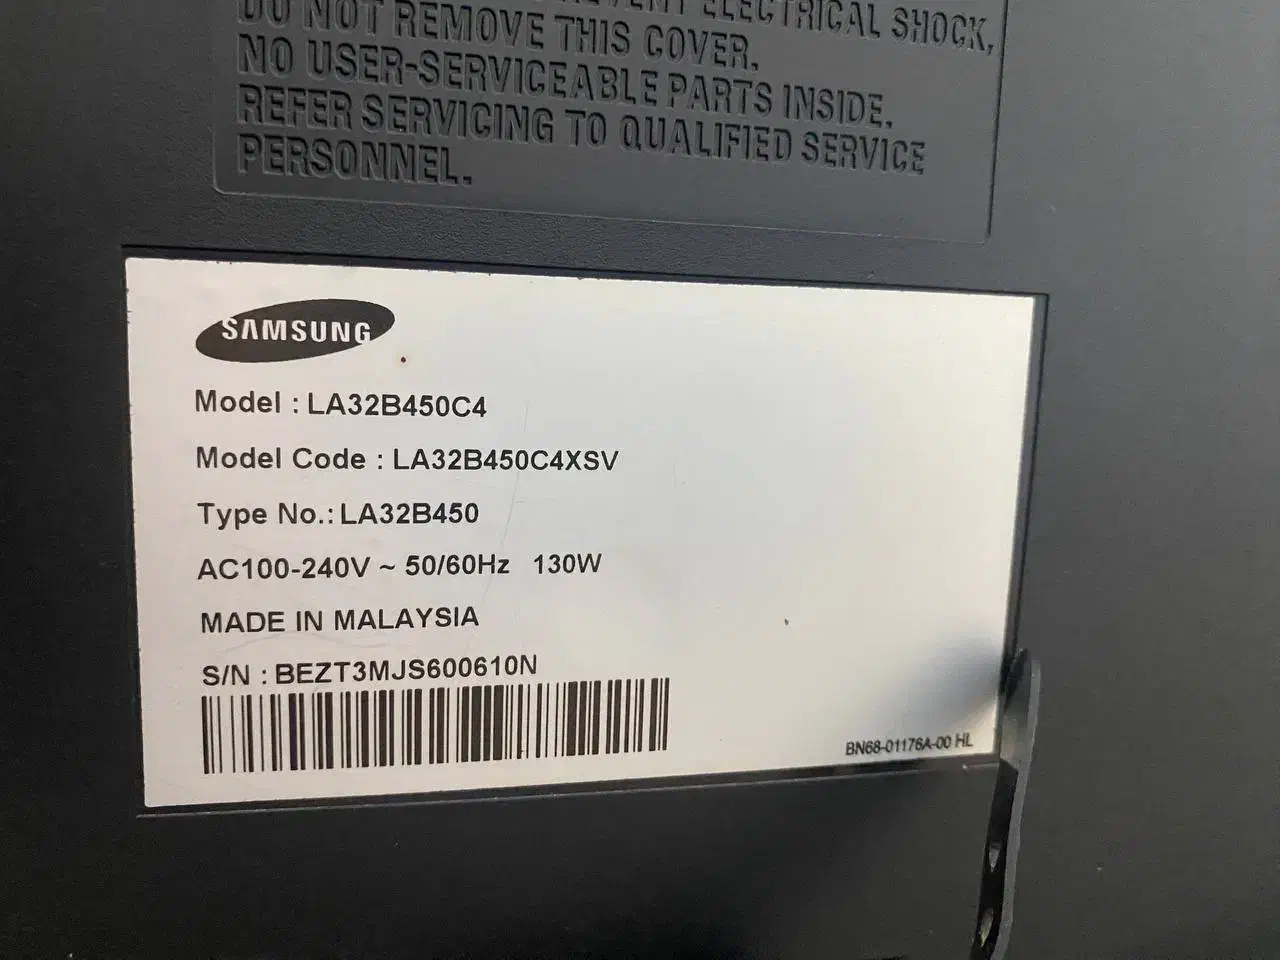 ELECTRICAL SHOCK,
DO NOT REMOVE THIS COVER.
NO USER-SERVICEABLE PARTS INSIDE.
REFER SERVICING TO QUALIFIED SERVICE
PERSONNEL.
SAMSUNG
Model : LA32B450C4
Model Code : LA32B450C4XSV
Type No.: LA32B450
AC100-240V ~ 50/60Hz 130W
MADE IN MALAYSIA
S/N : BEZT3MJS600610N
BN68-01176A-00 HL